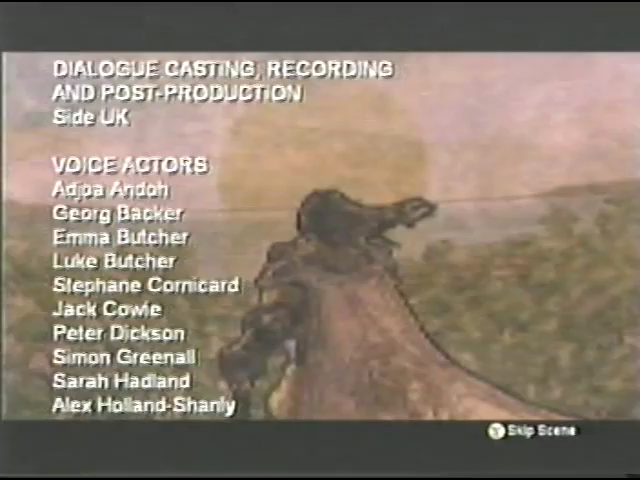 DIALOGUE CASTING, RECORDING
AND POST-PRODUCTION
Side UK
VOICE ACTORS
Adjoa Andoh
Georg Backer
Emma Butcher
Luke Butcher
Stephane Cornicard
Jack Cowie
Peter Dickson
Simon Greenall
Sarah Hadland
Alex Holland-Shanly
Y Skip Scene